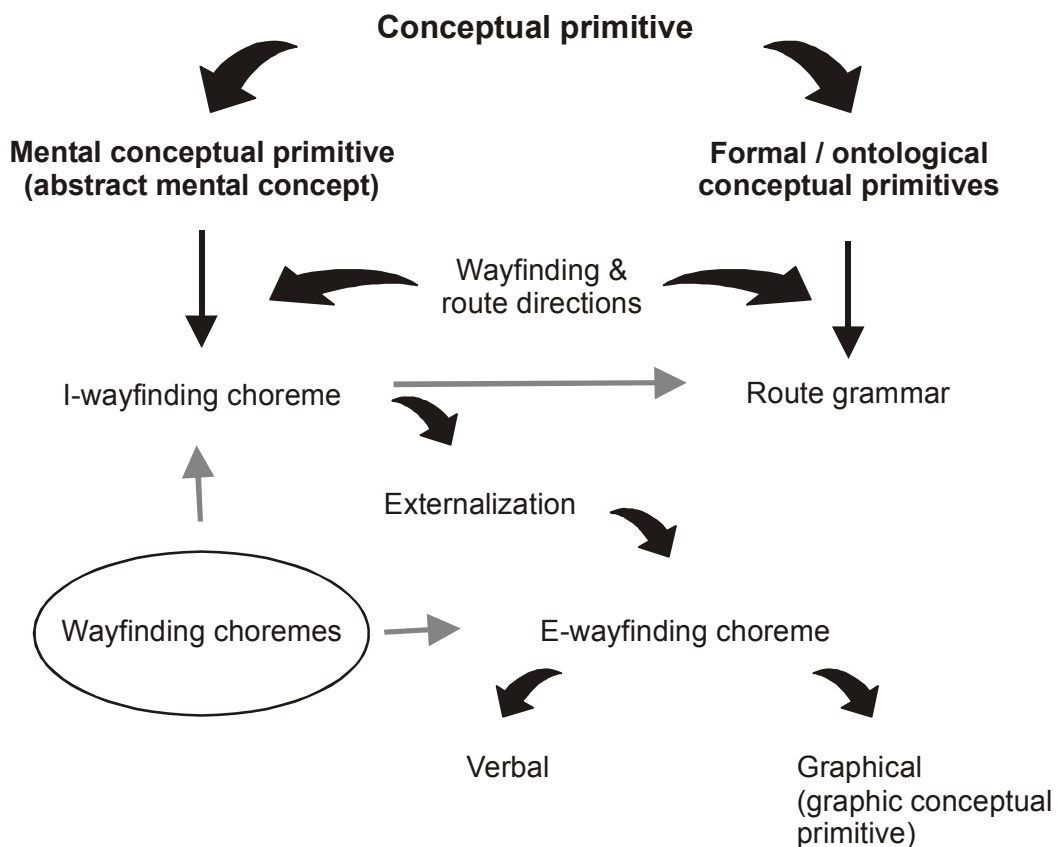 Conceptual primitive
Mental conceptual primitive
(abstract mental concept)
Formal / ontological
conceptual primitives
Wayfinding &
route directions
I-wayfinding choreme
Route grammar
Externalization
Wayfinding choremes
E-wayfinding choreme
Verbal
Graphical
(graphic conceptual
primitive)